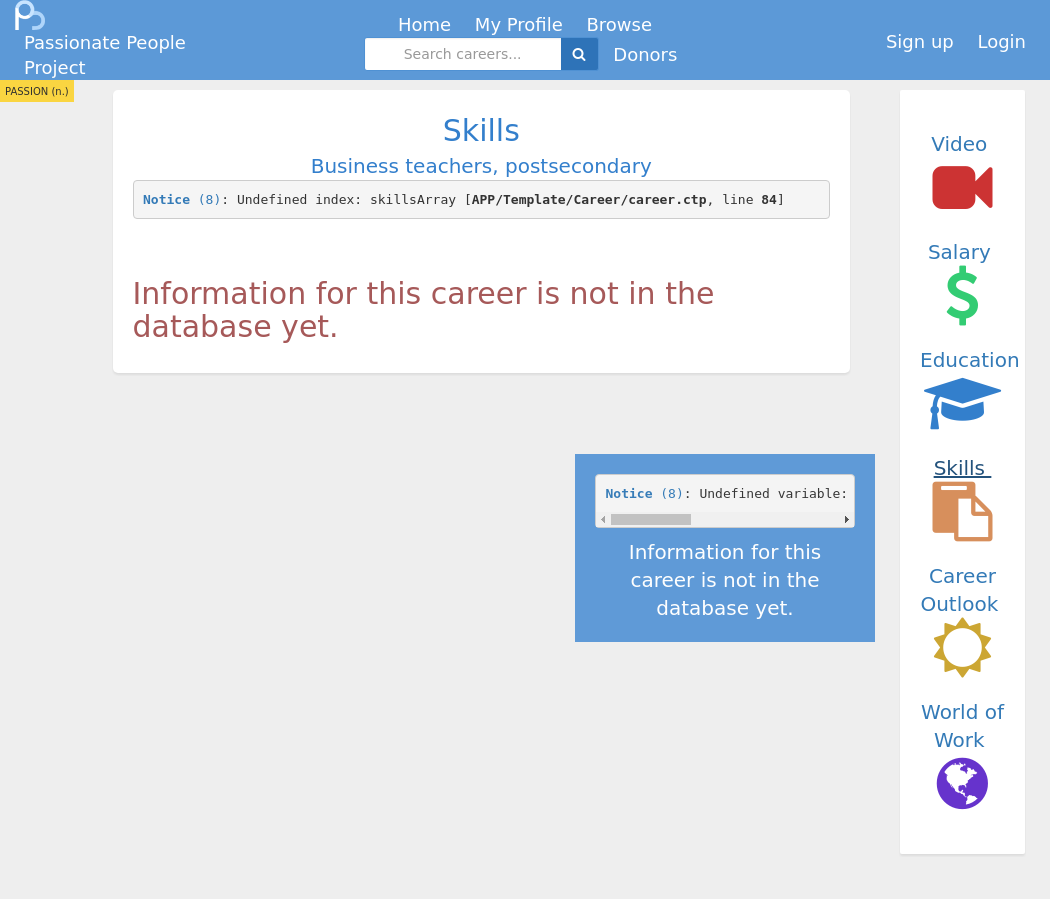 Passionate People
Project
Home My Profile Browse
Search careers...
Donors
Sign up Login
PASSION (n.)
Skills
Business teachers, postsecondary
Notice (8): Undefined index: skillsArray [APP/Template/Career/career.ctp, line 84]
Information for this career is not in the
database yet.
Notice (8): Undefined variable:
Information for this
career is not in the
database yet.
Video
Salary
Education
Skills
Career
Outlook
World of
Work